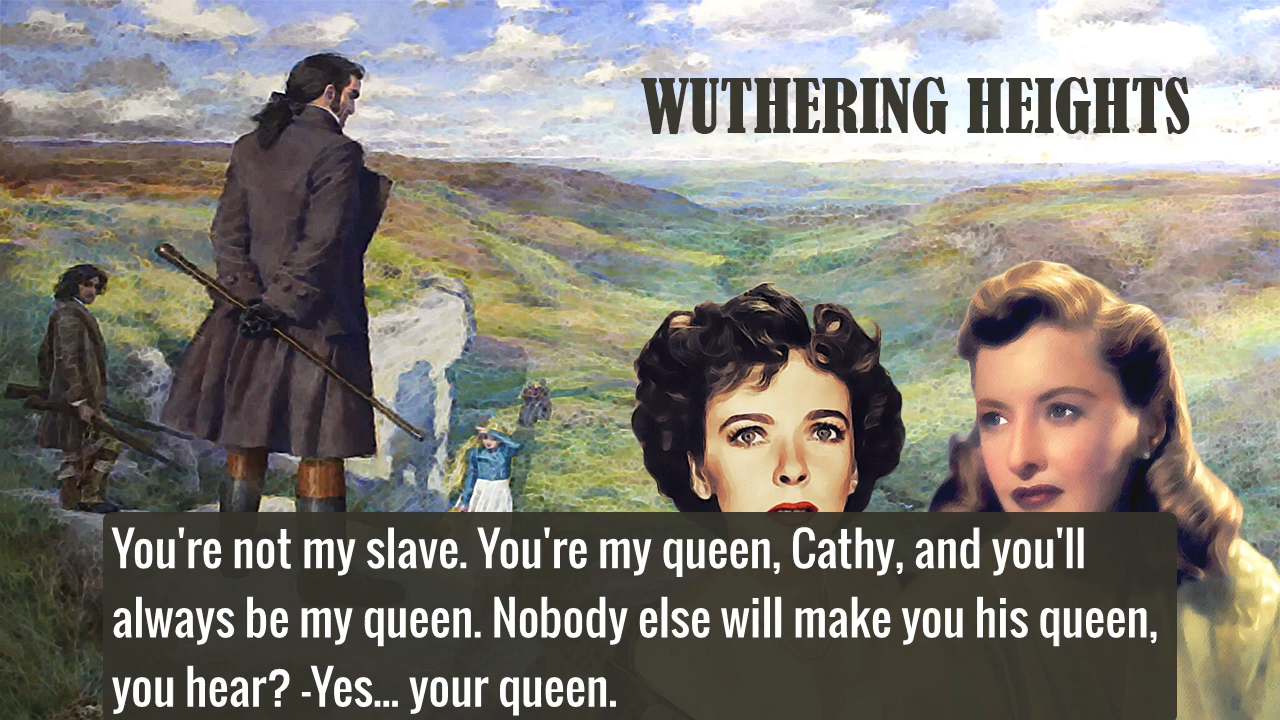 WUTHERING HEIGHTS
You're not my slave. You're my queen, Cathy, and you'll
always be my queen. Nobody else will make you his queen,
you hear? -Yes... your queen.